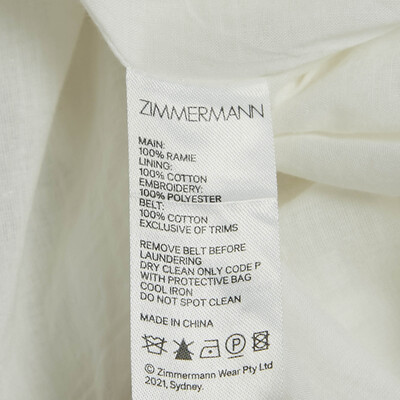 ZIMMERMANN
MAIN:
100% RAMIE
LINING:
100% COTTON
EMBROIDERY:
100% POLYESTER
BELT:
100% COTTON
EXCLUSIVE OF TRIMS
REMOVE BELT BEFORE
LAUNDERING
DRY CLEAN ONLY CODE P
WITH PROTECTIVE BAG
COOL IRON
DO NOT SPOT CLEAN
MADE IN CHINA
P
© Zimmermann Wear Pty Ltd
2021, Sydney.